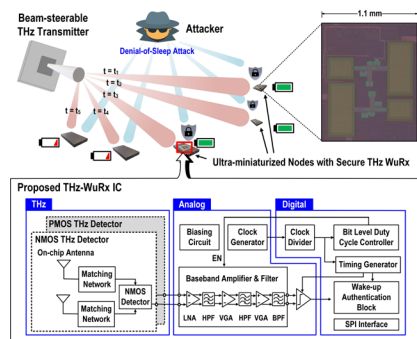 Beam-steerable
THz Transmitter
Attacker
Denial-of-Sleep Attack
1.1 mm
t = t₁
t = t₂
t = t₃
t = t₄
t = t₅
Ultra-miniaturized Nodes with Secure THz WuRx
Proposed THz-WuRx IC
THz
Analog
Digital
PMOS THz Detector
NMOS THz Detector
On-chip Antenna
Matching
Network
NMOS
Detector
Matching
Network
Biasing
Circuit
Clock
Generator
Clock
Divider
Bit Level Duty
Cycle Controller
EN
Timing Generator
Baseband Amplifier & Filter
LNA HPF VGA HPF VGA BPF
Wake-up
Authentication
Block
SPI Interface